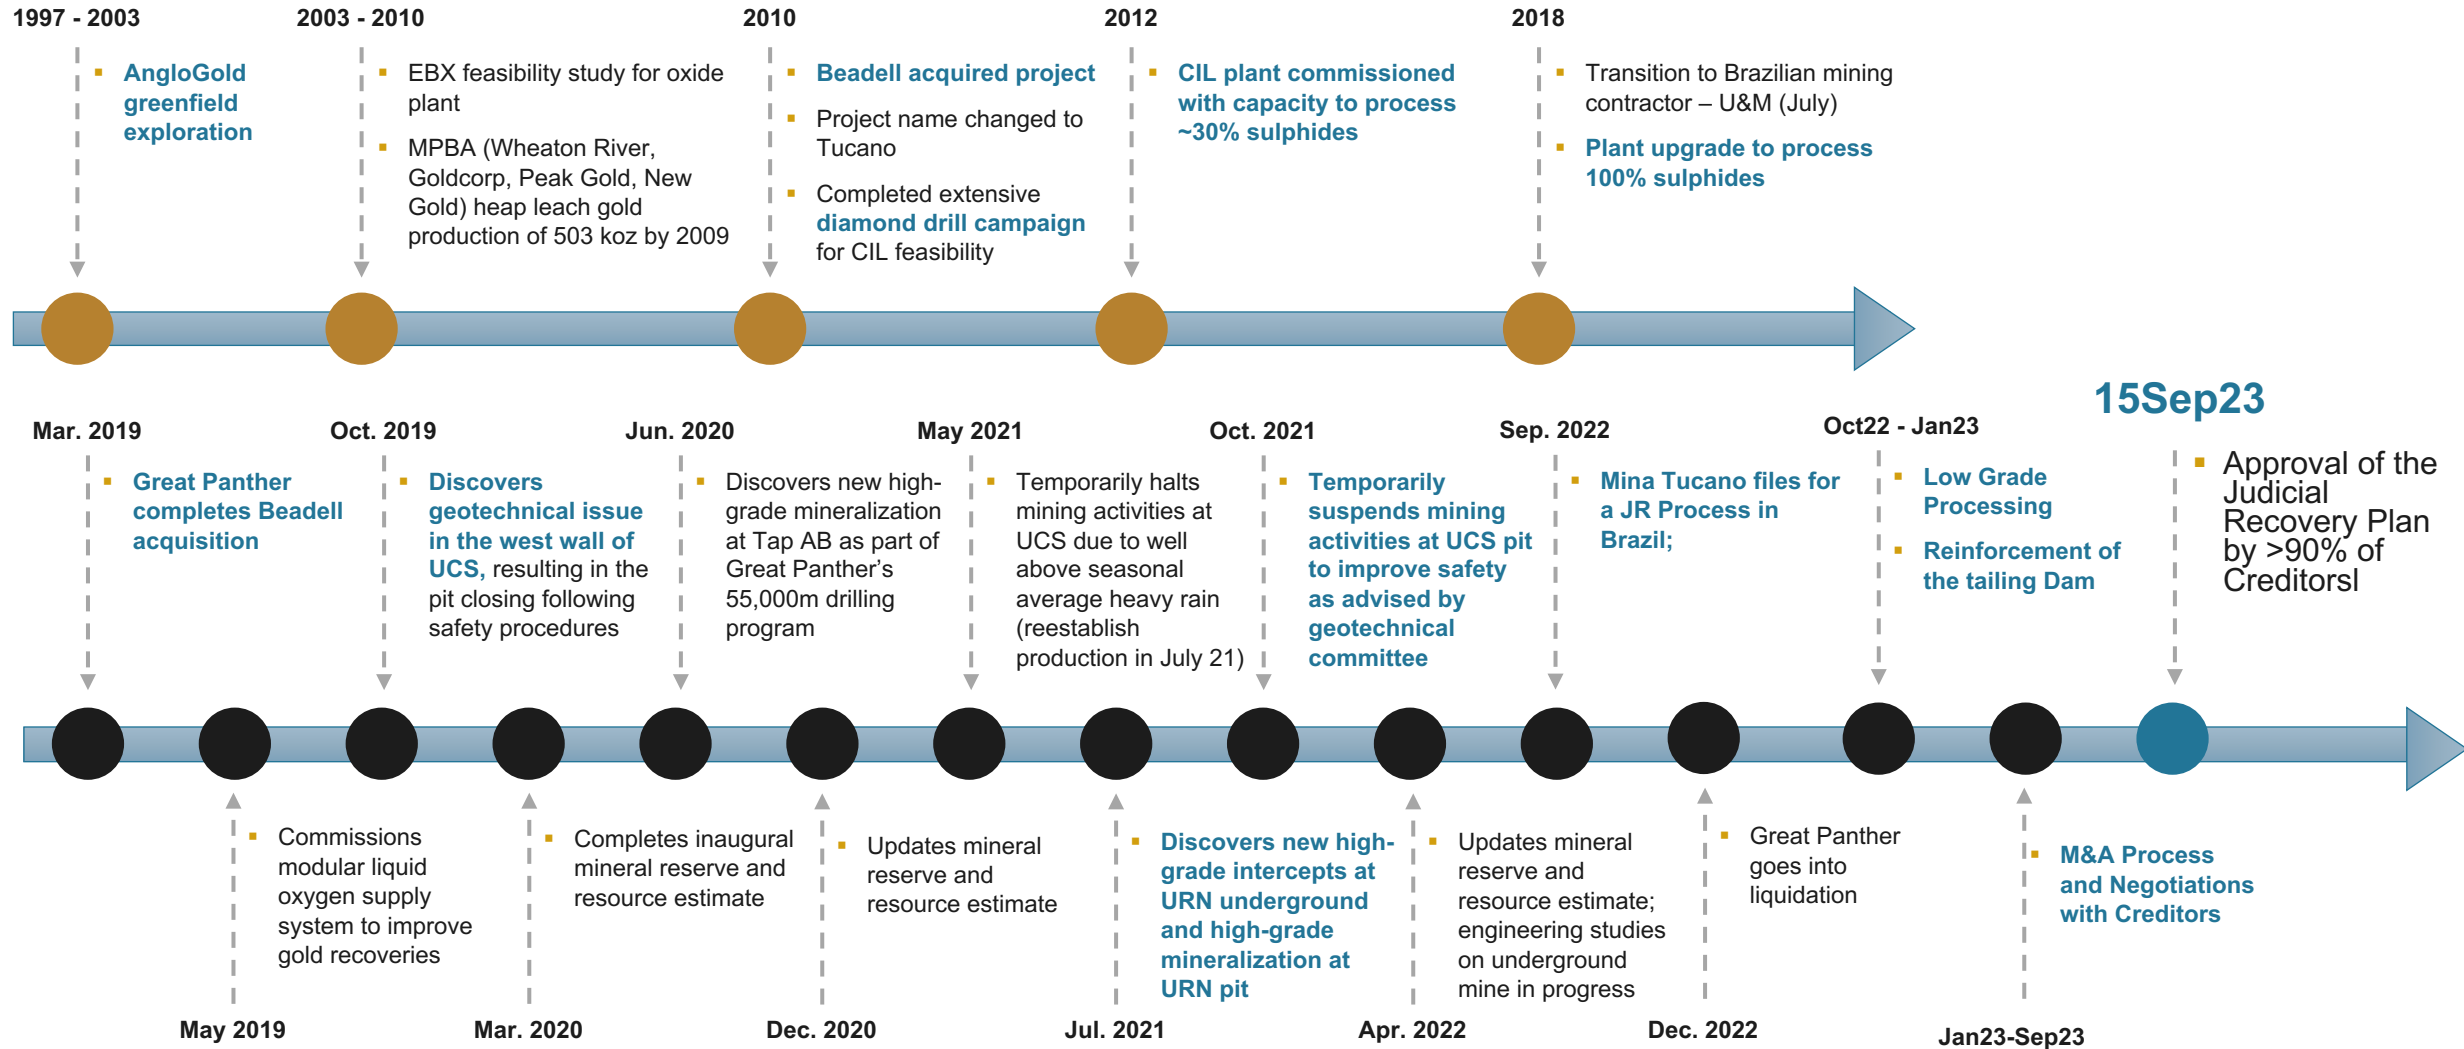 1997 - 2003
▪ AngloGold
greenfield
exploration
2003 - 2010
▪ EBX feasibility study for oxide
plant
▪ MPBA (Wheaton River,
Goldcorp, Peak Gold, New
Gold) heap leach gold
production of 503 koz by 2009
2010
▪ Beadell acquired project
▪ Project name changed to
Tucano
▪ Completed extensive
diamond drill campaign
for CIL feasibility
2012
▪ CIL plant commissioned
with capacity to process
~30% sulphides
2018
▪ Transition to Brazilian mining
contractor – U&M (July)
▪ Plant upgrade to process
100% sulphides
Mar. 2019
▪ Great Panther
completes Beadell
acquisition
Oct. 2019
▪ Discovers
geotechnical issue
in the west wall of
UCS, resulting in the
pit closing following
safety procedures
Jun. 2020
▪ Discovers new high-
grade mineralization
at Tap AB as part of
Great Panther’s
55,000m drilling
program
May 2021
▪ Temporarily halts
mining activities at
UCS due to well
above seasonal
average heavy rain
(reestablish
production in July 21)
Oct. 2021
▪ Temporarily
suspends mining
activities at UCS pit
to improve safety
as advised by
geotechnical
committee
Sep. 2022
▪ Mina Tucano files for
a JR Process in
Brazil;
Oct22 - Jan23
▪ Low Grade
Processing
▪ Reinforcement of
the tailing Dam
15Sep23
▪ Approval of the
Judicial
Recovery Plan
by >90% of
Creditorsl
▪ Commissions
modular liquid
oxygen supply
system to improve
gold recoveries
May 2019
▪ Completes inaugural
mineral reserve and
resource estimate
Mar. 2020
▪ Updates mineral
reserve and
resource estimate
Dec. 2020
▪ Discovers new high-
grade intercepts at
URN underground
and high-grade
mineralization at
URN pit
Jul. 2021
▪ Updates mineral
reserve and
resource estimate;
engineering studies
on underground
mine in progress
Apr. 2022
▪ Great Panther
goes into
liquidation
Dec. 2022
▪ M&A Process
and Negotiations
with Creditors
Jan23-Sep23